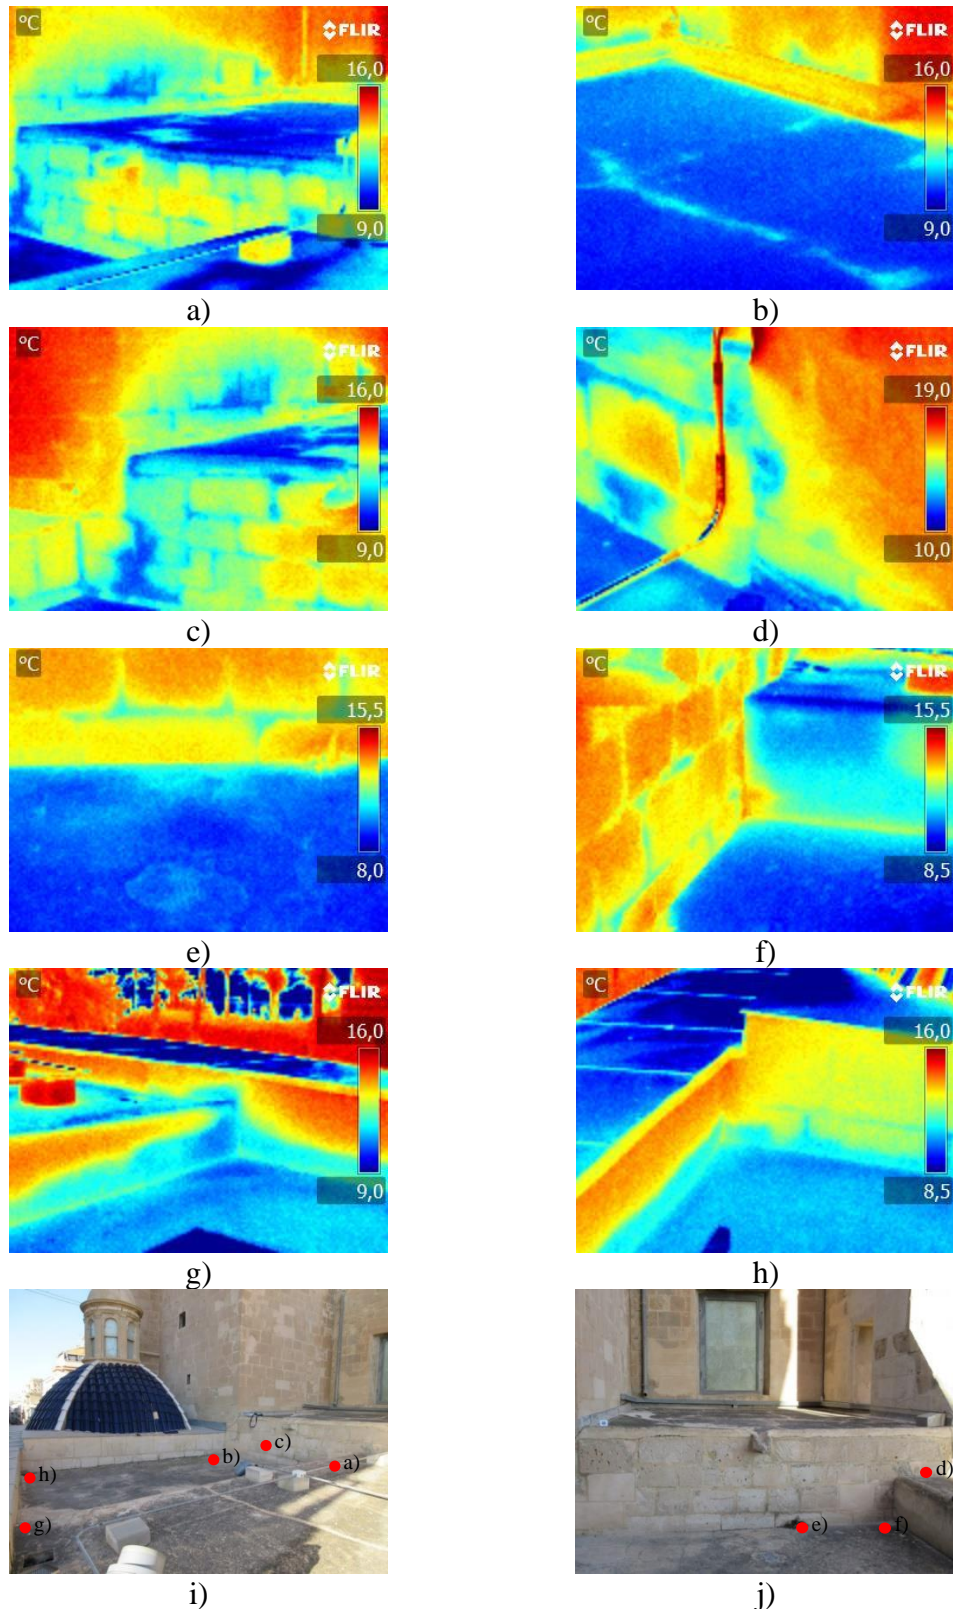 °C FLIR 16,0 9,0
°C FLIR 16,0 9,0
a)
b)
°C FLIR 16,0 9,0
°C FLIR 19,0 10,0
c)
d)
°C FLIR 15,5 8,0
°C FLIR 15,5 8,5
e)
f)
°C FLIR 16,0 9,0
°C FLIR 16,0 8,5
g)
h)
c)
b)
a)
h)
g)
d)
e)
f)
i)
j)